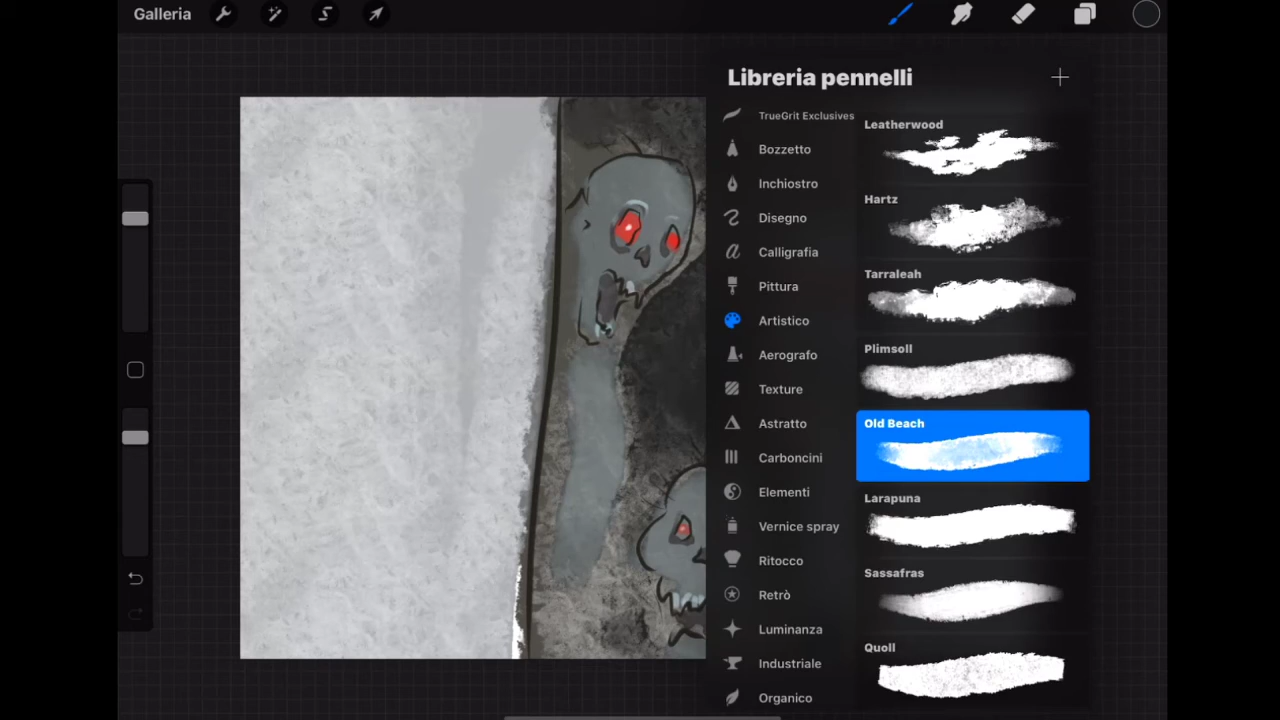 Galleria
Libreria pennelli
TrueGrit Exclusives
Bozzetto
Inchiostro
Disegno
Calligrafia
Pittura
Artistico
Aerografo
Texture
Astratto
Carboncini
Elementi
Vernice spray
Ritocco
Retrò
Luminanza
Industriale
Organico
Leatherwood
Hartz
Tarraleah
Plimsoll
Old Beach
Larapuna
Sassafras
Quoll